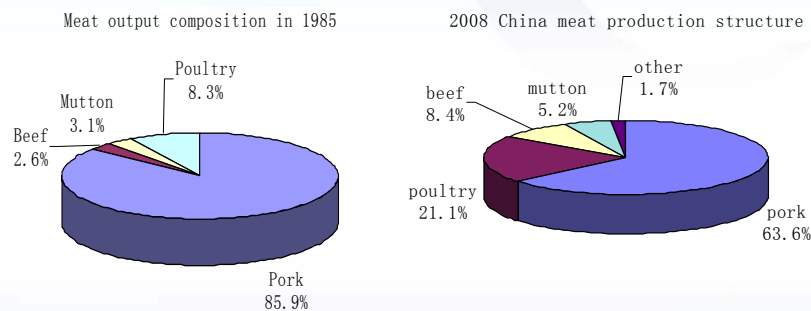 Meat output composition in 1985
Poultry
8.3%
Mutton
3.1%
Beef
2.6%
Pork
85.9%
2008 China meat production structure
other
1.7%
mutton
5.2%
beef
8.4%
poultry
21.1%
pork
63.6%